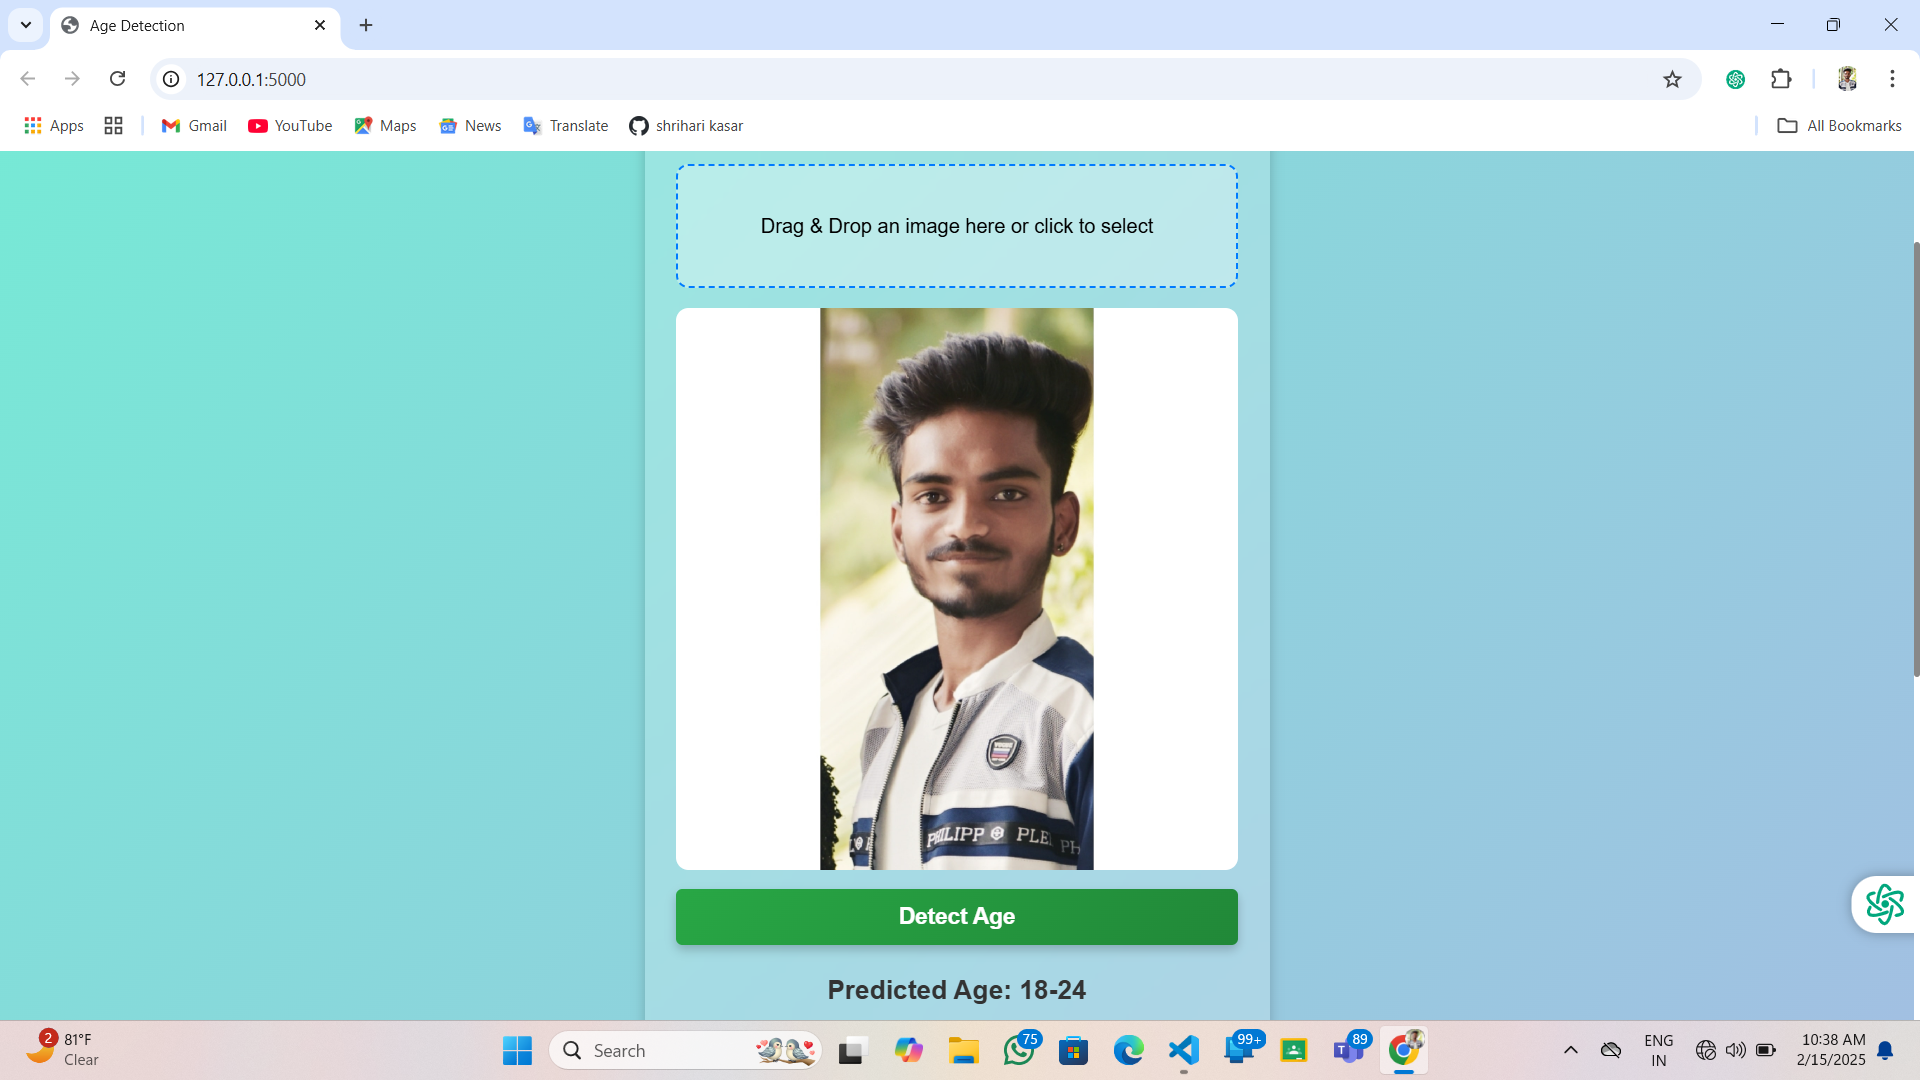 Age Detection
127.0.0.1:5000
Apps
Gmail
YouTube
Maps
News
Translate
shrihari kasar
All Bookmarks
Drag & Drop an image here or click to select
PHILIPP PLE PH
Detect Age
Predicted Age: 18-24
2
81°F
Clear
Search
75
99+
89
ENG
IN
10:38 AM
2/15/2025